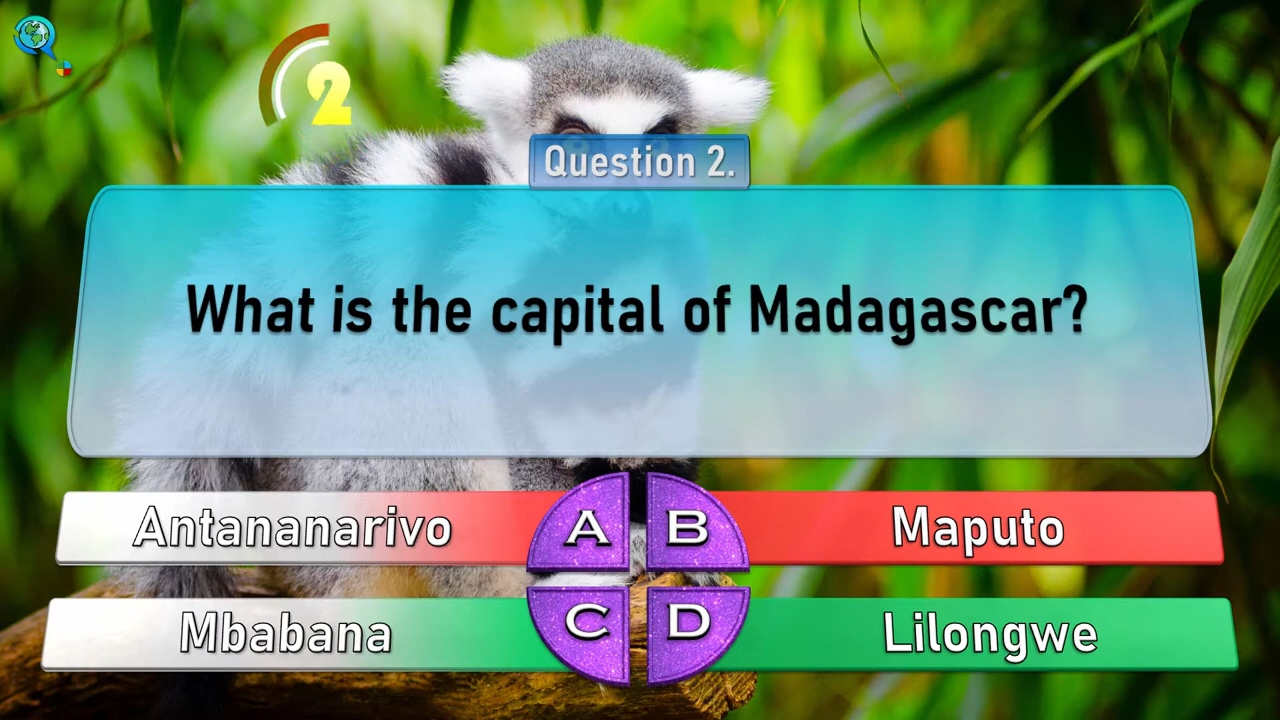 2
Question 2.
What is the capital of Madagascar?
Antananarivo
A
B
Maputo
Mbabana
C
D
Lilongwe